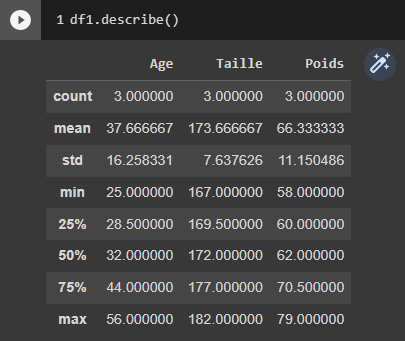 1 df1.describe()
Age Taille Poids
count 3.000000 3.000000 3.000000
mean 37.666667 173.666667 66.333333
std 16.258331 7.637626 11.150486
min 25.000000 167.000000 58.000000
25% 28.500000 169.500000 60.000000
50% 32.000000 172.000000 62.000000
75% 44.000000 177.000000 70.500000
max 56.000000 182.000000 79.000000